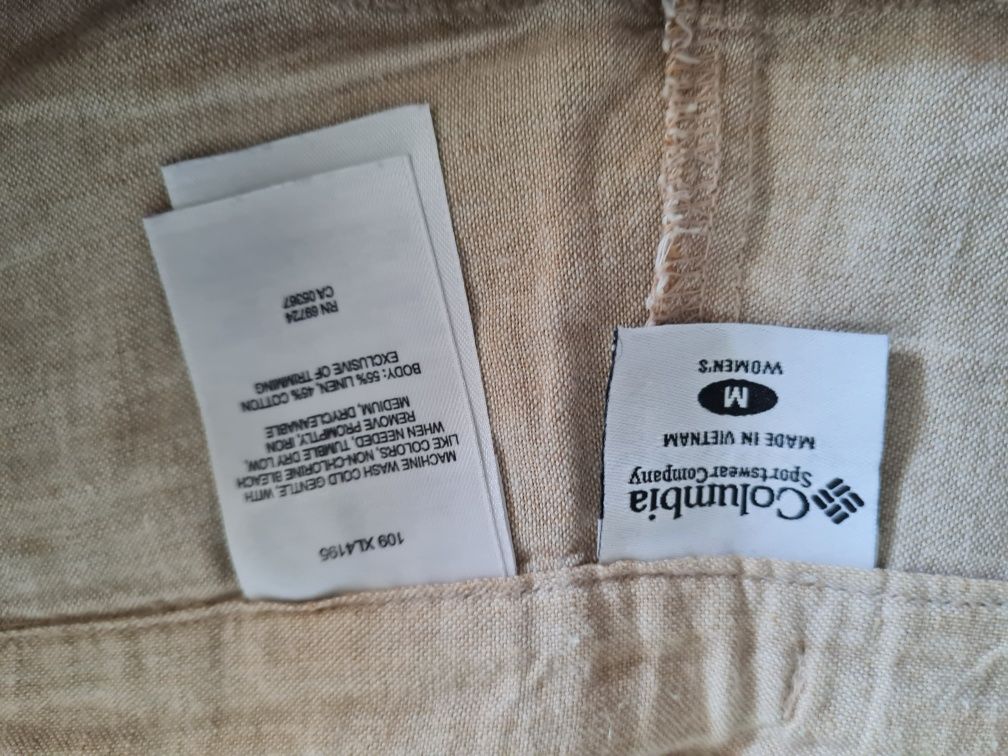 109 XL4195
MACHINE WASH COLD GENTLE, WITH
LIKE COLORS, NON-CHLORINE BLEACH
WHEN NEEDED, TUMBLE DRY LOW,
REMOVE PROMPTLY, IRON
MEDIUM, DRYCLEANABLE
BODY: 55% LINEN, 45% COTTON
EXCLUSIVE OF TRIMMING
RN 69724
CA 05367
Columbia
Sportswear Company
MADE IN VIETNAM
M
WOMEN'S